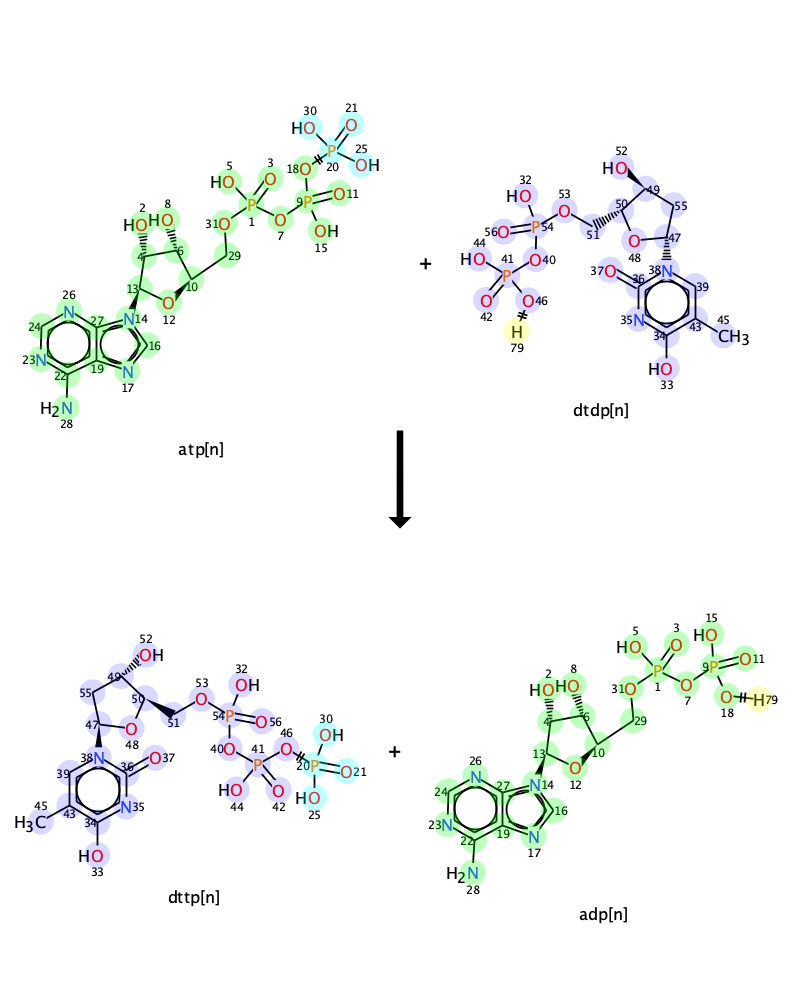 30
21
HO
O
25
P
OH
20
18
O
5
3
HO
O
9
P
O
11
2
8
HO
HO
31
O
P
1
O
7
OH
15
4
6
29
10
13
O
12
26
N
N
14
24
27
16
23
N
19
N
17
22
H2N
28
atp[n]
+
52
HO
49
32
HO
53
O
50
55
56
O
P
54
51
O
48
47
44
HO
41
P
O
40
37
O
38
N
36
39
O
42
O
46
35
N
43
45
CH3
H
79
34
HO
33
dtdp[n]
52
OH
49
55
50
53
O
32
OH
47
O
48
51
54
P
O
56
38
N
36
O
37
40
O
41
P
46
O
30
OH
20
P
O
21
39
45
H3C
43
N
35
HO
44
O
42
HO
25
34
HO
33
dttp[n]
+
15
HO
5
3
HO
O
9
P
O
11
2
8
HO
HO
31
O
P
1
O
7
O
18
H
79
4
6
29
13
10
O
12
26
N
27
N
14
24
16
23
N
19
N
17
22
H2N
28
adp[n]